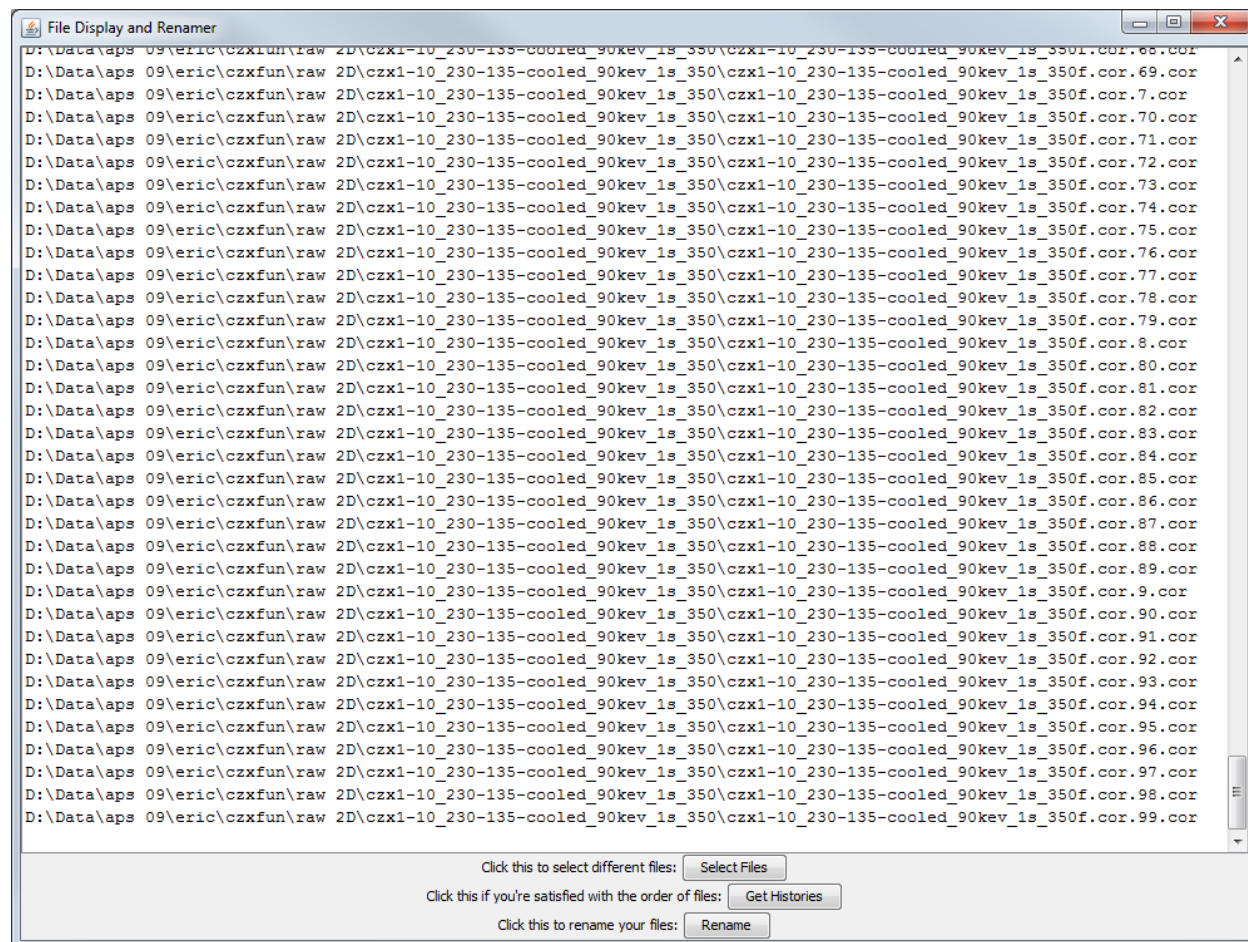 File Display and Renamer
D:\Data\aps 09\eric\czxfun\raw 2D\czx1-10_230-135-cooled_90kev_1s_350\czx1-10_230-135-cooled_90kev_1s_350f.cor.68.cor
D:\Data\aps 09\eric\czxfun\raw 2D\czx1-10_230-135-cooled_90kev_1s_350\czx1-10_230-135-cooled_90kev_1s_350f.cor.69.cor
D:\Data\aps 09\eric\czxfun\raw 2D\czx1-10_230-135-cooled_90kev_1s_350\czx1-10_230-135-cooled_90kev_1s_350f.cor.7.cor
D:\Data\aps 09\eric\czxfun\raw 2D\czx1-10_230-135-cooled_90kev_1s_350\czx1-10_230-135-cooled_90kev_1s_350f.cor.70.cor
D:\Data\aps 09\eric\czxfun\raw 2D\czx1-10_230-135-cooled_90kev_1s_350\czx1-10_230-135-cooled_90kev_1s_350f.cor.71.cor
D:\Data\aps 09\eric\czxfun\raw 2D\czx1-10_230-135-cooled_90kev_1s_350\czx1-10_230-135-cooled_90kev_1s_350f.cor.72.cor
D:\Data\aps 09\eric\czxfun\raw 2D\czx1-10_230-135-cooled_90kev_1s_350\czx1-10_230-135-cooled_90kev_1s_350f.cor.73.cor
D:\Data\aps 09\eric\czxfun\raw 2D\czx1-10_230-135-cooled_90kev_1s_350\czx1-10_230-135-cooled_90kev_1s_350f.cor.74.cor
D:\Data\aps 09\eric\czxfun\raw 2D\czx1-10_230-135-cooled_90kev_1s_350\czx1-10_230-135-cooled_90kev_1s_350f.cor.75.cor
D:\Data\aps 09\eric\czxfun\raw 2D\czx1-10_230-135-cooled_90kev_1s_350\czx1-10_230-135-cooled_90kev_1s_350f.cor.76.cor
D:\Data\aps 09\eric\czxfun\raw 2D\czx1-10_230-135-cooled_90kev_1s_350\czx1-10_230-135-cooled_90kev_1s_350f.cor.77.cor
D:\Data\aps 09\eric\czxfun\raw 2D\czx1-10_230-135-cooled_90kev_1s_350\czx1-10_230-135-cooled_90kev_1s_350f.cor.78.cor
D:\Data\aps 09\eric\czxfun\raw 2D\czx1-10_230-135-cooled_90kev_1s_350\czx1-10_230-135-cooled_90kev_1s_350f.cor.79.cor
D:\Data\aps 09\eric\czxfun\raw 2D\czx1-10_230-135-cooled_90kev_1s_350\czx1-10_230-135-cooled_90kev_1s_350f.cor.8.cor
D:\Data\aps 09\eric\czxfun\raw 2D\czx1-10_230-135-cooled_90kev_1s_350\czx1-10_230-135-cooled_90kev_1s_350f.cor.80.cor
D:\Data\aps 09\eric\czxfun\raw 2D\czx1-10_230-135-cooled_90kev_1s_350\czx1-10_230-135-cooled_90kev_1s_350f.cor.81.cor
D:\Data\aps 09\eric\czxfun\raw 2D\czx1-10_230-135-cooled_90kev_1s_350\czx1-10_230-135-cooled_90kev_1s_350f.cor.82.cor
D:\Data\aps 09\eric\czxfun\raw 2D\czx1-10_230-135-cooled_90kev_1s_350\czx1-10_230-135-cooled_90kev_1s_350f.cor.83.cor
D:\Data\aps 09\eric\czxfun\raw 2D\czx1-10_230-135-cooled_90kev_1s_350\czx1-10_230-135-cooled_90kev_1s_350f.cor.84.cor
D:\Data\aps 09\eric\czxfun\raw 2D\czx1-10_230-135-cooled_90kev_1s_350\czx1-10_230-135-cooled_90kev_1s_350f.cor.85.cor
D:\Data\aps 09\eric\czxfun\raw 2D\czx1-10_230-135-cooled_90kev_1s_350\czx1-10_230-135-cooled_90kev_1s_350f.cor.86.cor
D:\Data\aps 09\eric\czxfun\raw 2D\czx1-10_230-135-cooled_90kev_1s_350\czx1-10_230-135-cooled_90kev_1s_350f.cor.87.cor
D:\Data\aps 09\eric\czxfun\raw 2D\czx1-10_230-135-cooled_90kev_1s_350\czx1-10_230-135-cooled_90kev_1s_350f.cor.88.cor
D:\Data\aps 09\eric\czxfun\raw 2D\czx1-10_230-135-cooled_90kev_1s_350\czx1-10_230-135-cooled_90kev_1s_350f.cor.89.cor
D:\Data\aps 09\eric\czxfun\raw 2D\czx1-10_230-135-cooled_90kev_1s_350\czx1-10_230-135-cooled_90kev_1s_350f.cor.9.cor
D:\Data\aps 09\eric\czxfun\raw 2D\czx1-10_230-135-cooled_90kev_1s_350\czx1-10_230-135-cooled_90kev_1s_350f.cor.90.cor
D:\Data\aps 09\eric\czxfun\raw 2D\czx1-10_230-135-cooled_90kev_1s_350\czx1-10_230-135-cooled_90kev_1s_350f.cor.91.cor
D:\Data\aps 09\eric\czxfun\raw 2D\czx1-10_230-135-cooled_90kev_1s_350\czx1-10_230-135-cooled_90kev_1s_350f.cor.92.cor
D:\Data\aps 09\eric\czxfun\raw 2D\czx1-10_230-135-cooled_90kev_1s_350\czx1-10_230-135-cooled_90kev_1s_350f.cor.93.cor
D:\Data\aps 09\eric\czxfun\raw 2D\czx1-10_230-135-cooled_90kev_1s_350\czx1-10_230-135-cooled_90kev_1s_350f.cor.94.cor
D:\Data\aps 09\eric\czxfun\raw 2D\czx1-10_230-135-cooled_90kev_1s_350\czx1-10_230-135-cooled_90kev_1s_350f.cor.95.cor
D:\Data\aps 09\eric\czxfun\raw 2D\czx1-10_230-135-cooled_90kev_1s_350\czx1-10_230-135-cooled_90kev_1s_350f.cor.96.cor
D:\Data\aps 09\eric\czxfun\raw 2D\czx1-10_230-135-cooled_90kev_1s_350\czx1-10_230-135-cooled_90kev_1s_350f.cor.97.cor
D:\Data\aps 09\eric\czxfun\raw 2D\czx1-10_230-135-cooled_90kev_1s_350\czx1-10_230-135-cooled_90kev_1s_350f.cor.98.cor
D:\Data\aps 09\eric\czxfun\raw 2D\czx1-10_230-135-cooled_90kev_1s_350\czx1-10_230-135-cooled_90kev_1s_350f.cor.99.cor
Click this to select different files: Select Files
Click this if you're satisfied with the order of files: Get Histories
Click this to rename your files: Rename